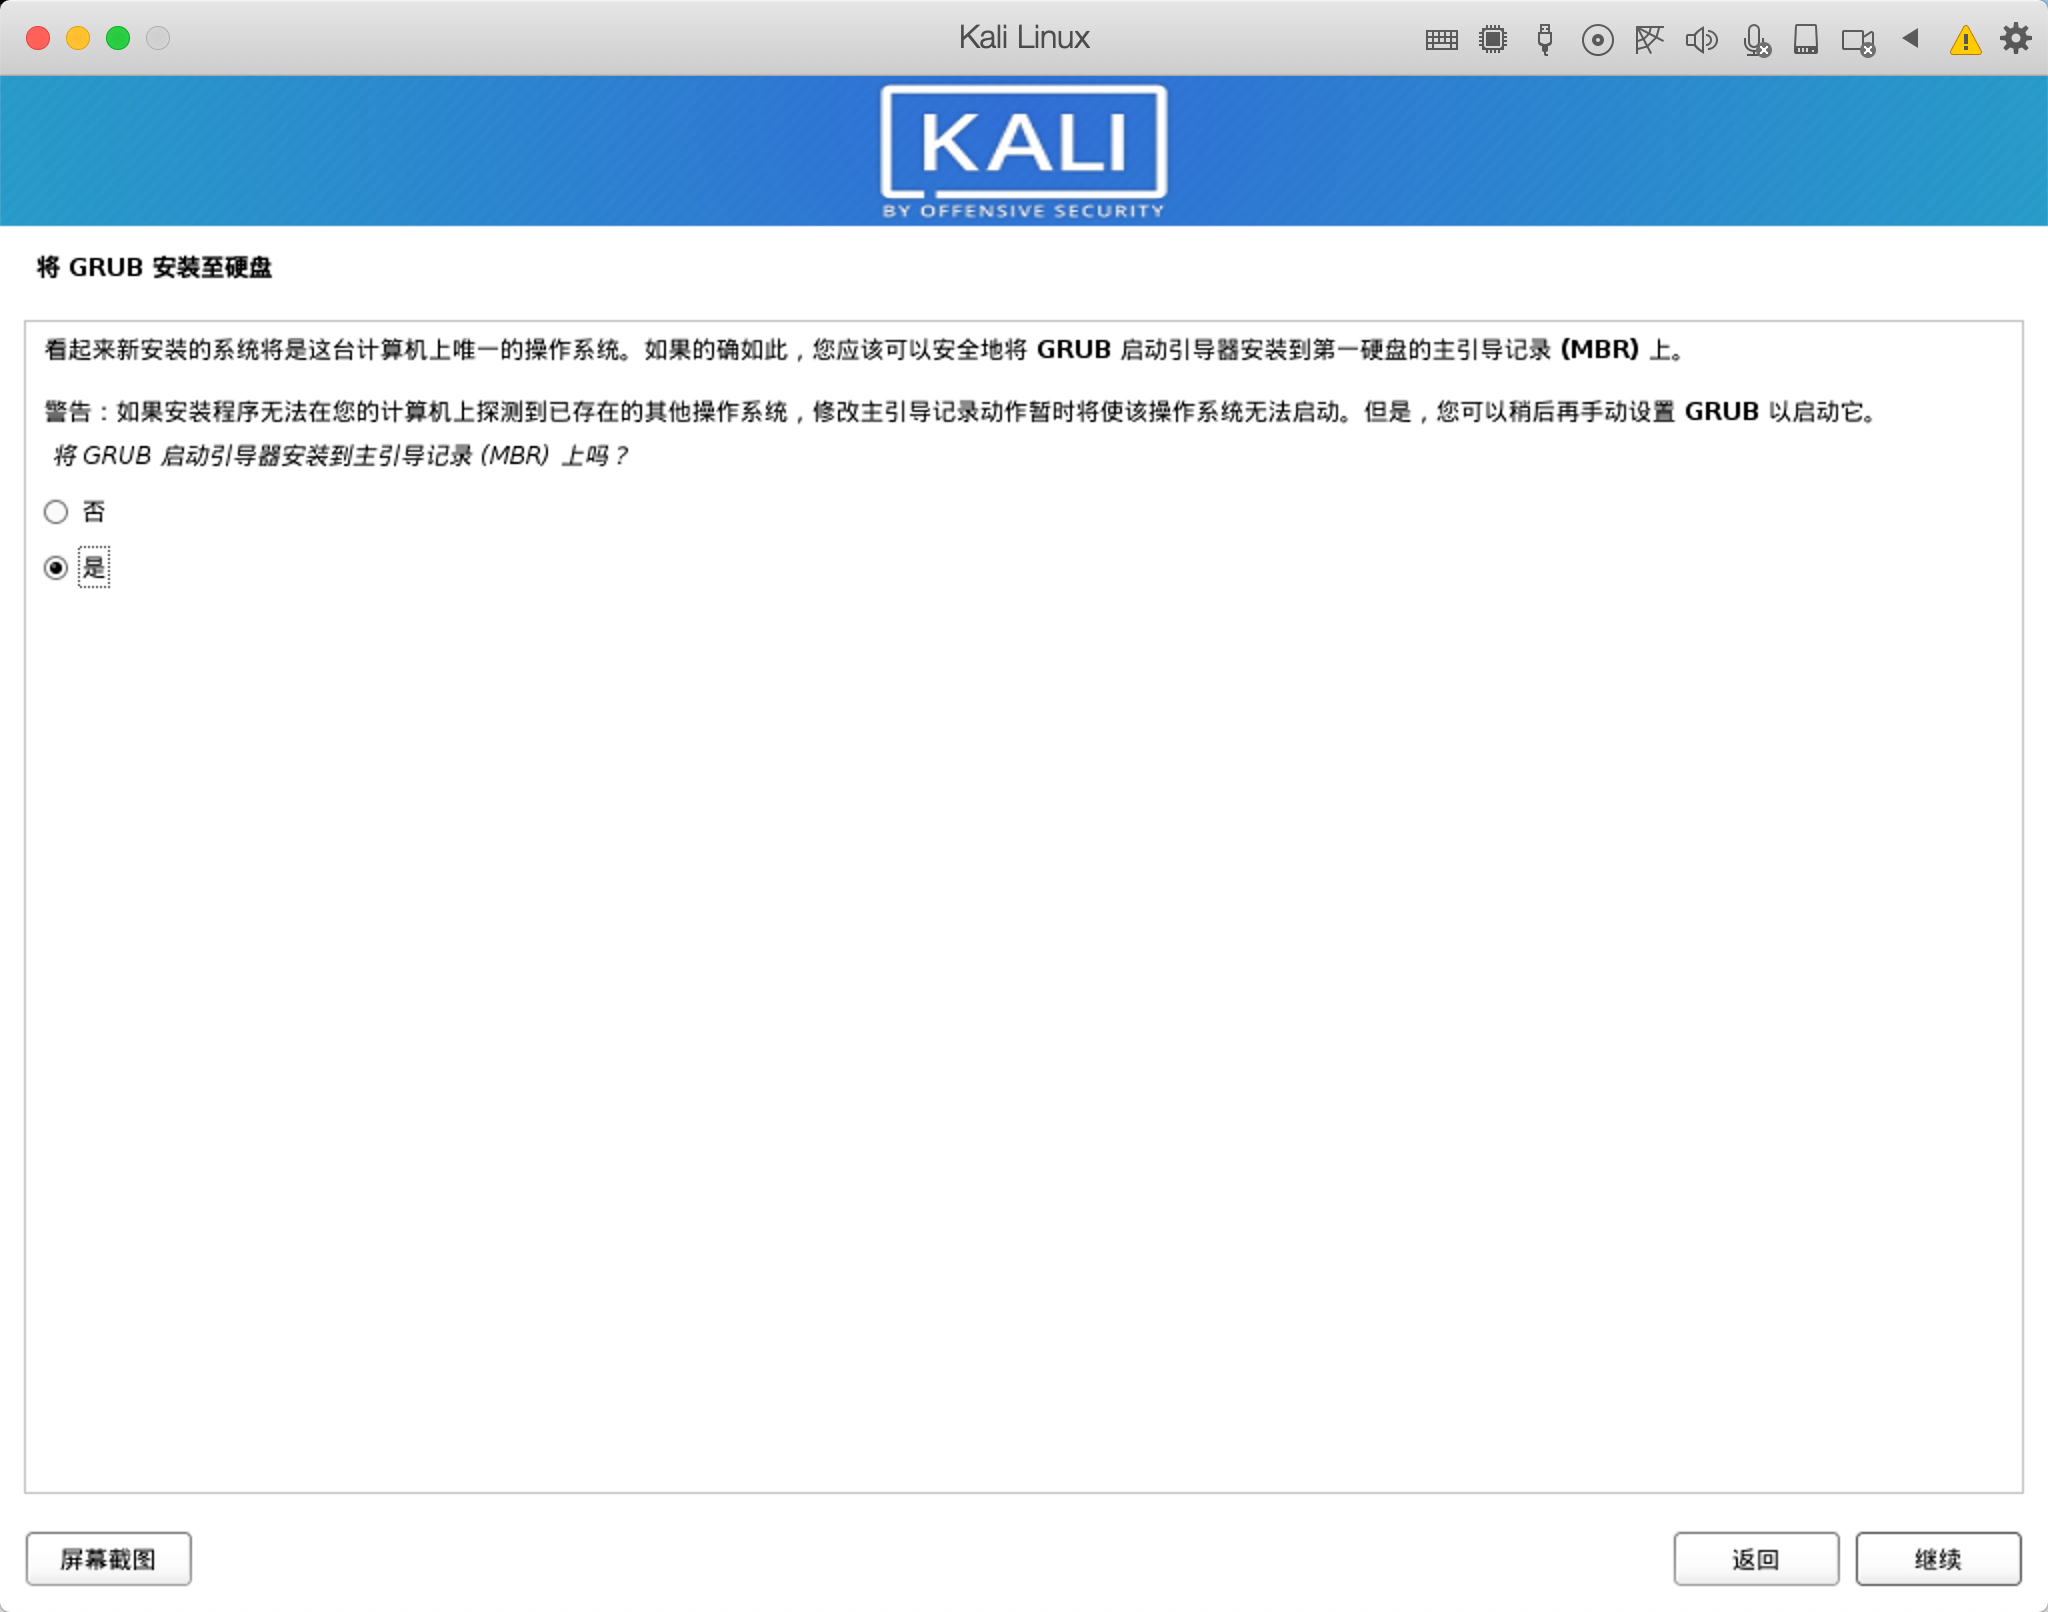 Kali Linux
KALI
BY OFFENSIVE SECURITY
将 GRUB 安装至硬盘
看起来新安装的系统将是这台计算机上唯一的操作系统。如果的确如此，您应该可以安全地将 GRUB 启动引导器安装到第一硬盘的主引导记录 (MBR) 上。
警告：如果安装程序无法在您的计算机上探测到已存在的其他操作系统，修改主引导记录动作暂时将使该操作系统无法启动。但是，您可以稍后再手动设置 GRUB 以启动它。
将 GRUB 启动引导器安装到主引导记录 (MBR) 上吗？
否
是
屏幕截图
返回
继续